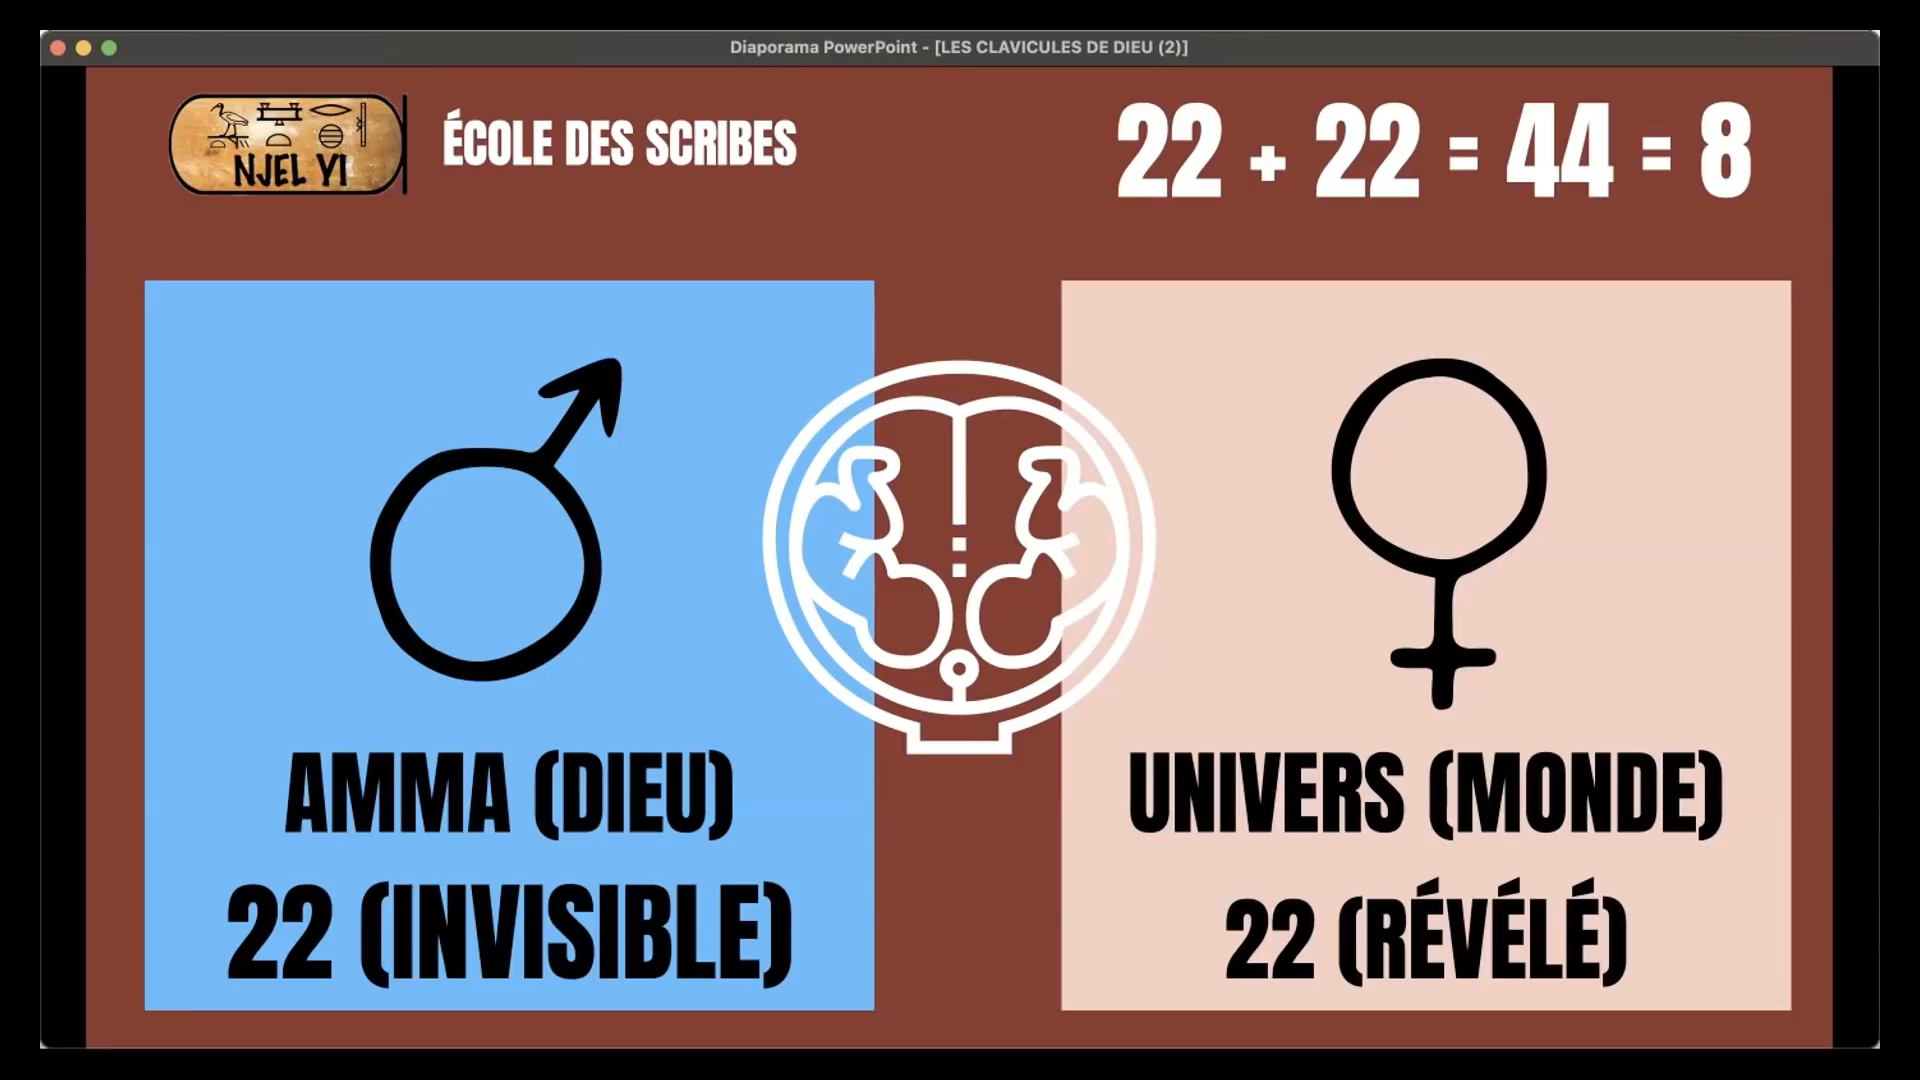 Diaporama PowerPoint - [LES CLAVICULES DE DIEU (2)]
NJEL YI
ÉCOLE DES SCRIBES
22 + 22 = 44 = 8
AMMA (DIEU)
22 (INVISIBLE)
UNIVERS (MONDE)
22 (RÉVÉLÉ)